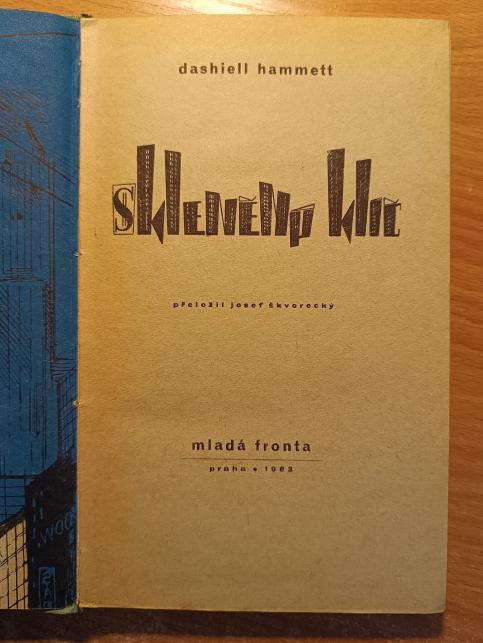 dashiell hammett
skleněný klíč
přeložil josef škvorecký
mladá fronta
praha • 1963